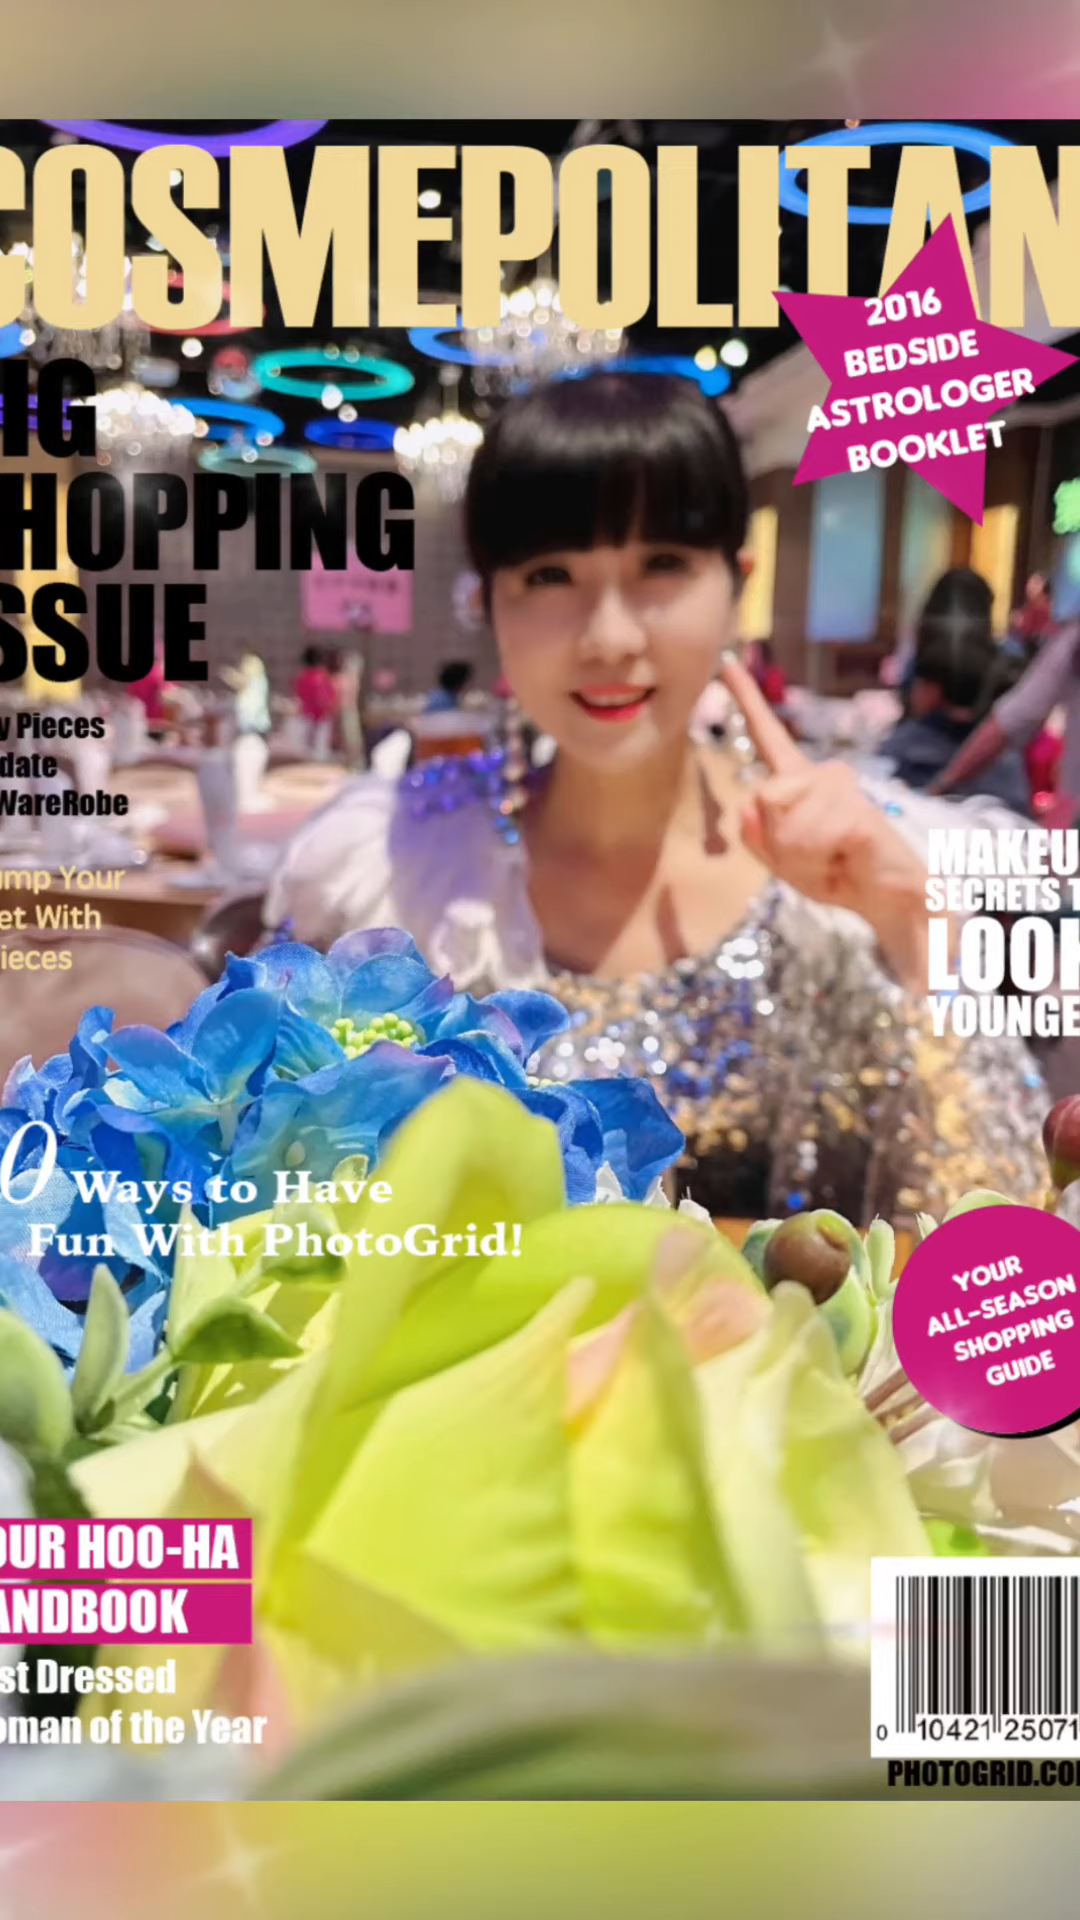 COSMEPOLITAN
2016
BEDSIDE
ASTROLOGER
BOOKLET
IG
HOPPING
SSUE
y Pieces
date
WareRobe
mp Your
et With
ieces
MAKEU
SECRETS T
LOOK
YOUNGE
0 Ways to Have
Fun With PhotoGrid!
YOUR
ALL-SEASON
SHOPPING
GUIDE
OUR HOO-HA
ANDBOOK
st Dressed
oman of the Year
0 10421 25071
PHOTOGRID.CO